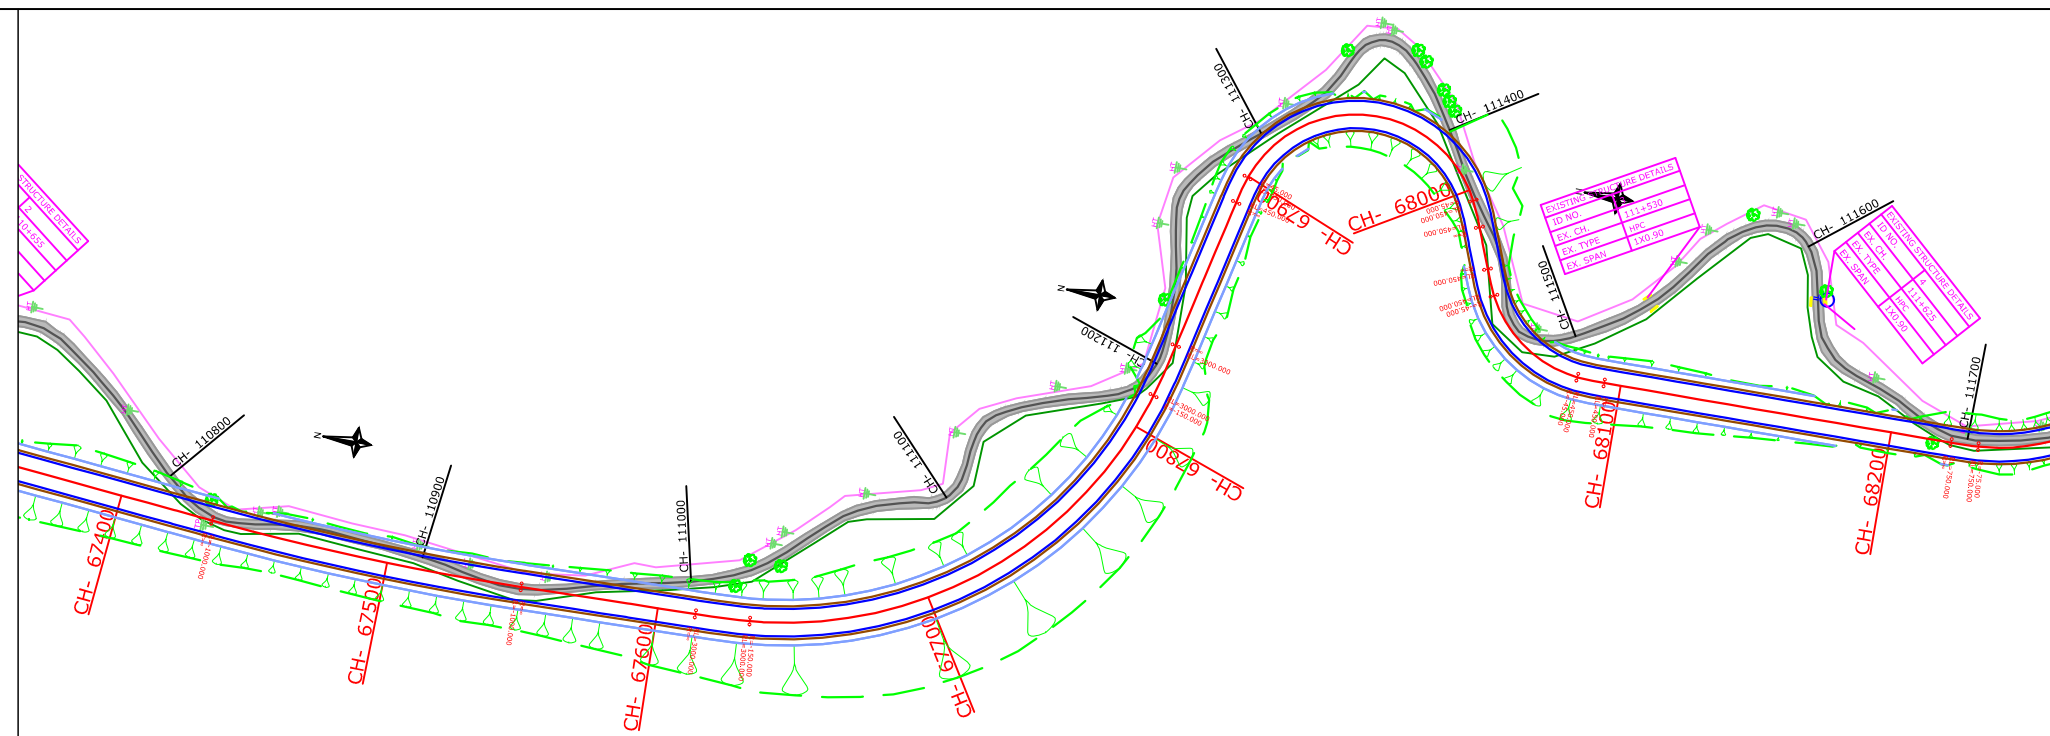 STRUCTURE DETAILS
2
10+655
CH- 110800
N
CH- 110900
CH- 111000
CH- 111100
N
CH- 111200
CH- 111300
CH- 111400
CH- 111500
N
EXISTING STRUCTURE DETAILS
ID NO.
EX. CH. 111+530
EX. TYPE HPC
EX. SPAN 1X0.90
CH- 111600
EXISTING STRUCTURE DETAILS
ID NO. 4
EX. CH. 111+625
EX. TYPE HPC
EX. SPAN 1X0.90
CH- 111700
CH- 67400
CH- 67500
CH- 67600
CH- 67700
CH- 67800
CH- 67900
CH- 68000
CH- 68100
CH- 68200